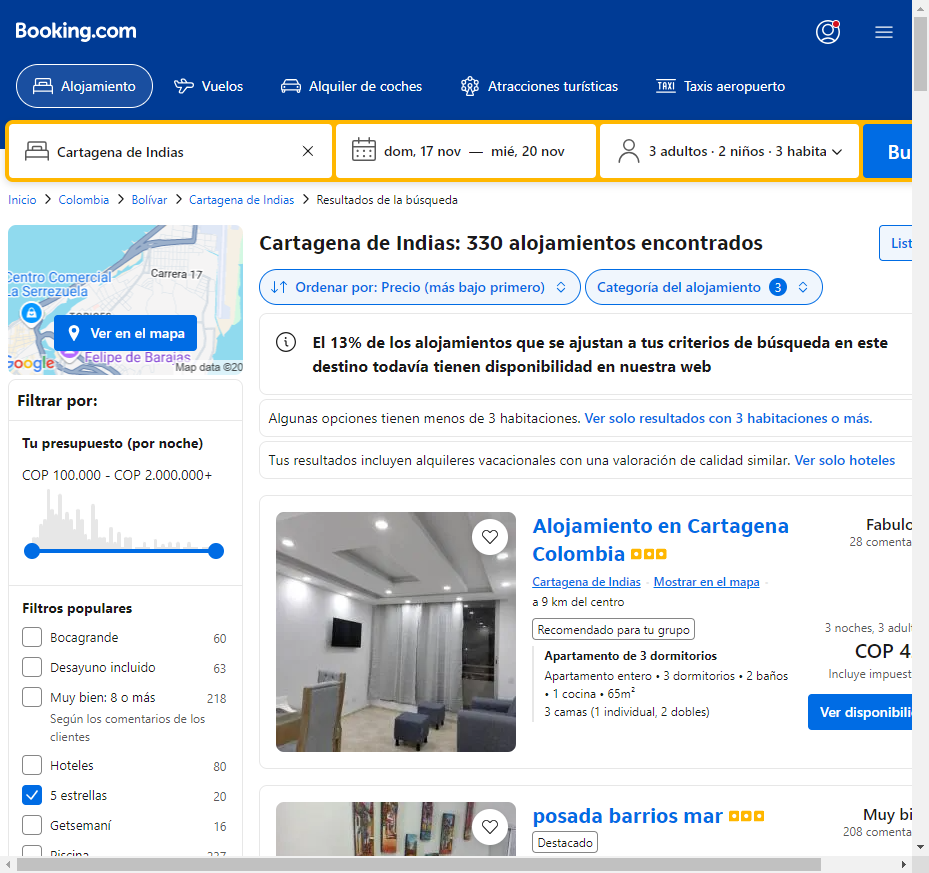 Booking.com
Alojamiento
Vuelos
Alquiler de coches
Atracciones turísticas
TAXI Taxis aeropuerto
Cartagena de Indias
dom, 17 nov — mié, 20 nov
3 adultos · 2 niños · 3 habita
Bu
Inicio > Colombia > Bolívar > Cartagena de Indias > Resultados de la búsqueda
Centro Comercial
La Serrezuela
Carrera 17
Ver en el mapa
Felipe de Barajas
Google
Map data ©20
Cartagena de Indias: 330 alojamientos encontrados
List
Ordenar por: Precio (más bajo primero)
Categoría del alojamiento 3
El 13% de los alojamientos que se ajustan a tus criterios de búsqueda en este
destino todavía tienen disponibilidad en nuestra web
Algunas opciones tienen menos de 3 habitaciones. Ver solo resultados con 3 habitaciones o más.
Tus resultados incluyen alquileres vacacionales con una valoración de calidad similar. Ver solo hoteles
Filtrar por:
Tu presupuesto (por noche)
COP 100.000 - COP 2.000.000+
Filtros populares
Bocagrande 60
Desayuno incluido 63
Muy bien: 8 o más 218
Según los comentarios de los
clientes
Hoteles 80
5 estrellas 20
Getsemaní 16
Piscina 227
Alojamiento en Cartagena
Colombia
Cartagena de Indias · Mostrar en el mapa ·
a 9 km del centro
Recomendado para tu grupo
Apartamento de 3 dormitorios
Apartamento entero • 3 dormitorios • 2 baños
• 1 cocina • 65m²
3 camas (1 individual, 2 dobles)
Fabulo
28 comenta
3 noches, 3 adult
COP 4
Incluye impuest
Ver disponibili
posada barrios mar
Destacado
Muy bi
208 comenta